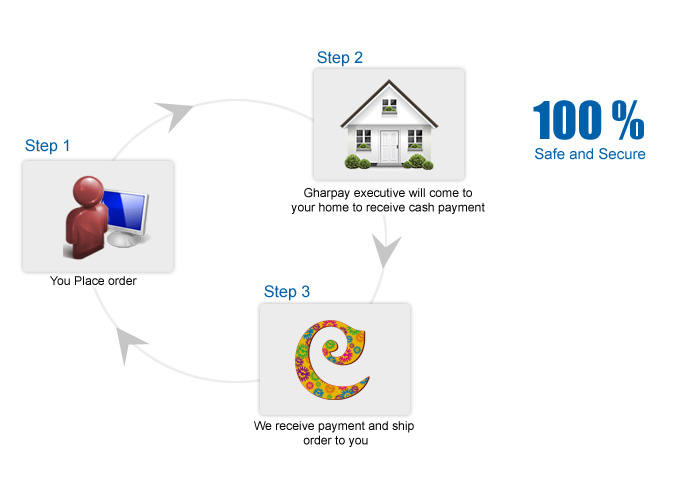 Step 1
You Place order
Step 2
Gharpay executive will come to
your home to receive cash payment
Step 3
We receive payment and ship
order to you
100 %
Safe and Secure